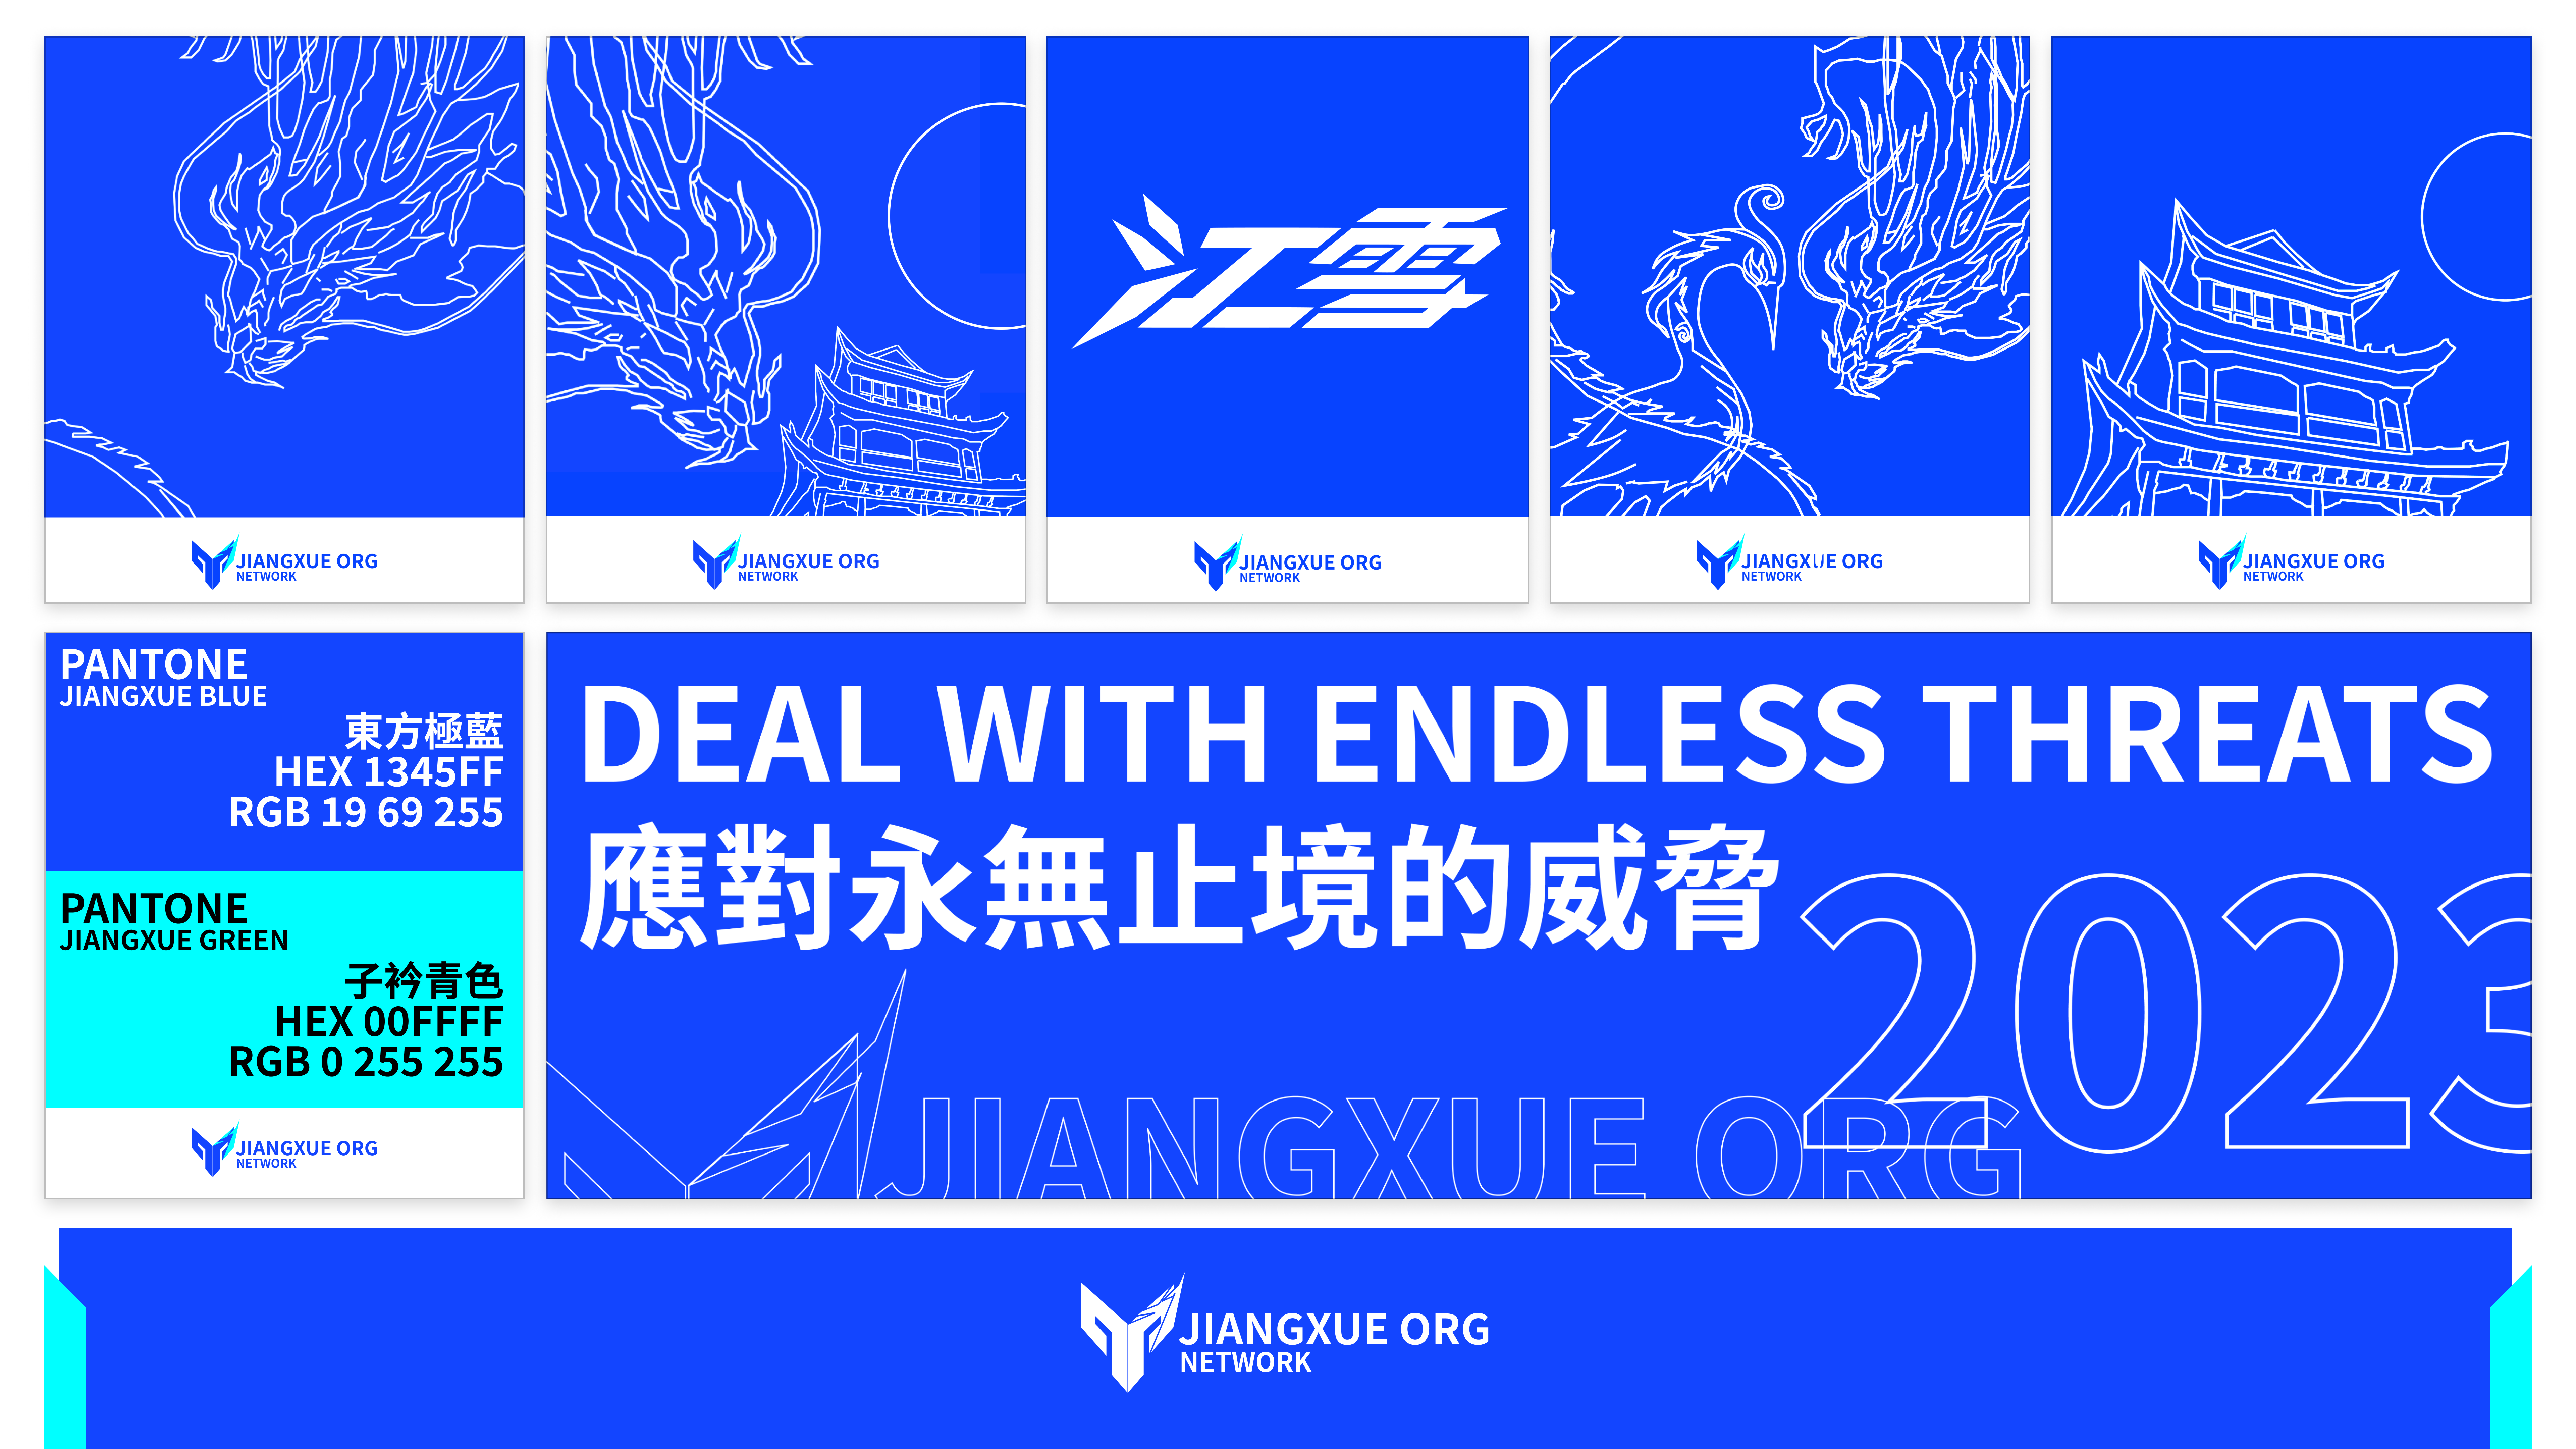 江雪
JIANGXUE ORG
NETWORK
JIANGXUE ORG
NETWORK
JIANGXUE ORG
NETWORK
JIANGXUE ORG
NETWORK
JIANGXUE ORG
NETWORK
PANTONE
JIANGXUE BLUE
東方極藍
HEX 1345FF
RGB 19 69 255
PANTONE
JIANGXUE GREEN
子衿青色
HEX 00FFFF
RGB 0 255 255
JIANGXUE ORG
NETWORK
DEAL WITH ENDLESS THREATS
應對永無止境的威脅
2023
JIANGXUE ORG
JIANGXUE ORG
NETWORK